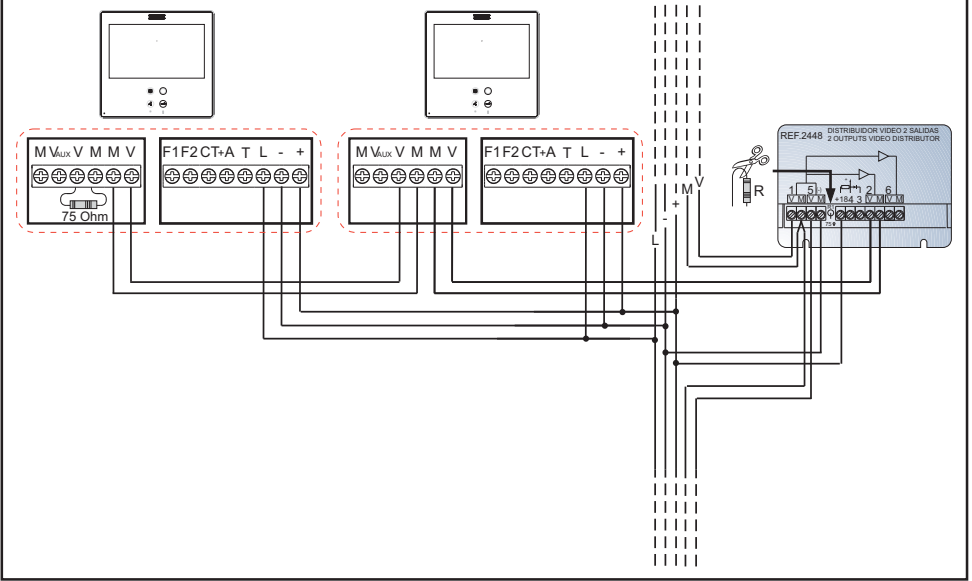 M VAUX V M M V
F1 F2 CT+A T L - +
75 Ohm
M VAUX V M M V
F1 F2 CT+A T L - +
L
-
+
M
V
R
REF.2448
DISTRIBUIDOR VIDEO 2 SALIDAS
2 OUTPUTS VIDEO DISTRIBUTOR
1 5 (-) +18 4 3 2 6
V M V M V M V M